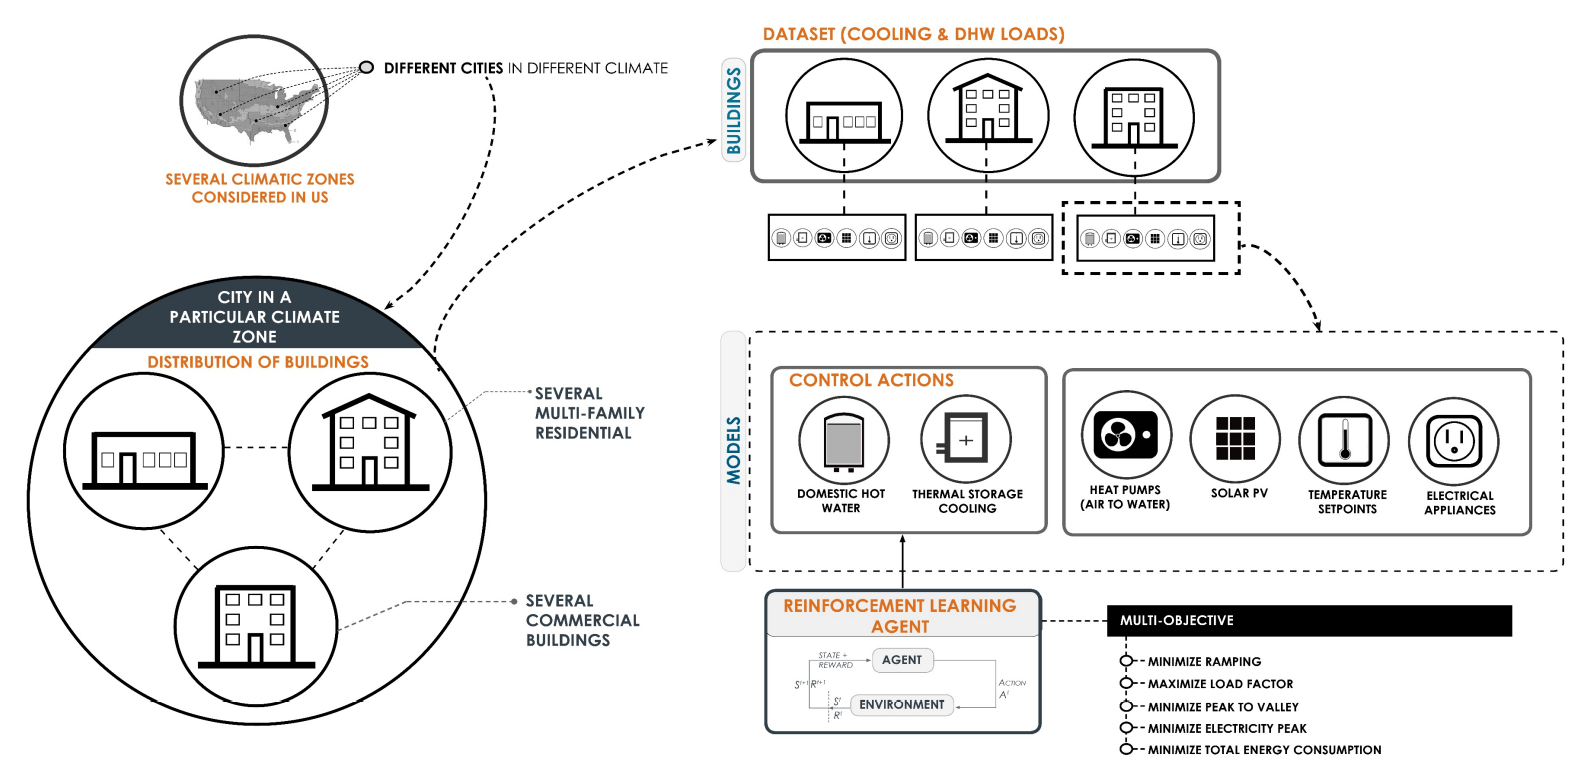 DIFFERENT CITIES IN DIFFERENT CLIMATE
SEVERAL CLIMATIC ZONES
CONSIDERED IN US
CITY IN A
PARTICULAR CLIMATE
ZONE
DISTRIBUTION OF BUILDINGS
SEVERAL
MULTI-FAMILY
RESIDENTIAL
SEVERAL
COMMERCIAL
BUILDINGS
DATASET (COOLING & DHW LOADS)
BUILDINGS
MODELS
CONTROL ACTIONS
DOMESTIC HOT
WATER
THERMAL STORAGE
COOLING
HEAT PUMPS
(AIR TO WATER)
SOLAR PV
TEMPERATURE
SETPOINTS
ELECTRICAL
APPLIANCES
REINFORCEMENT LEARNING
AGENT
STATE +
REWARD
AGENT
S^{t+1} R^{t+1}
ACTION
A^t
S^t
R^t
ENVIRONMENT
MULTI-OBJECTIVE
MINIMIZE RAMPING
MAXIMIZE LOAD FACTOR
MINIMIZE PEAK TO VALLEY
MINIMIZE ELECTRICITY PEAK
MINIMIZE TOTAL ENERGY CONSUMPTION